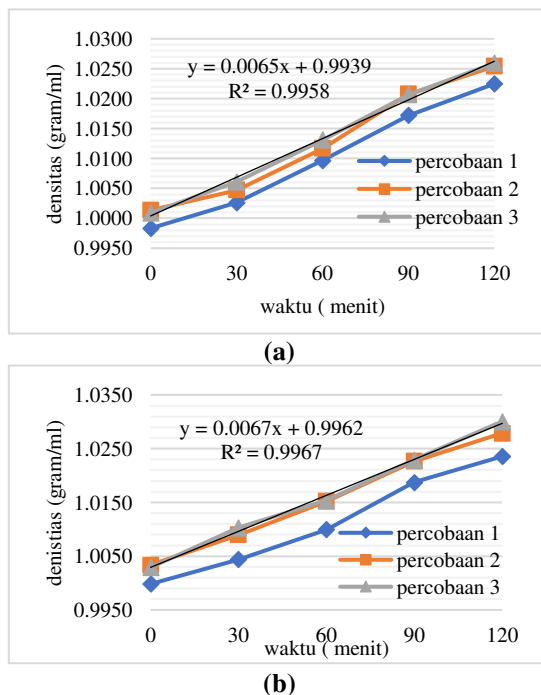 1.0300
1.0250
1.0200
1.0150
1.0100
1.0050
1.0000
0.9950
densitas (gram/ml)
y = 0.0065x + 0.9939
R² = 0.9958
percobaan 1
percobaan 2
percobaan 3
0 30 60 90 120
waktu ( menit)
(a)
1.0350
1.0250
1.0150
1.0050
0.9950
denistias (gram/ml)
y = 0.0067x + 0.9962
R² = 0.9967
percobaan 1
percobaan 2
percobaan 3
0 30 60 90 120
waktu ( menit)
(b)